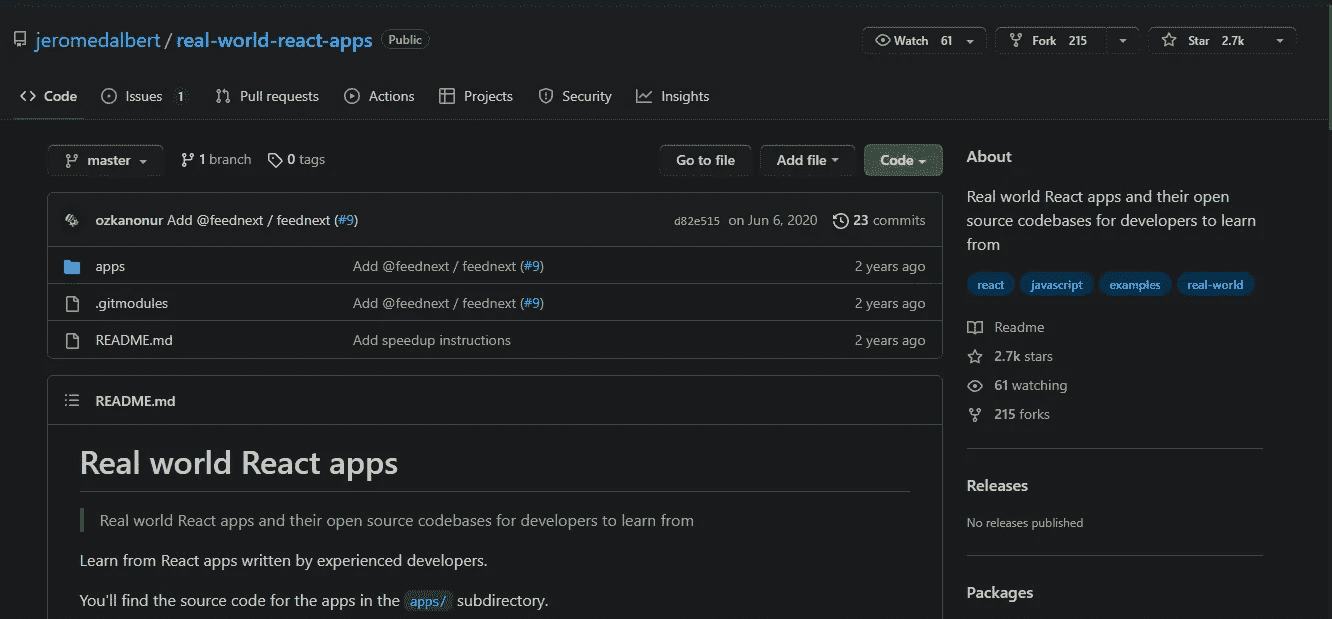 jeromedalbert / real-world-react-apps Public
Watch 61 Fork 215 Star 2.7k
Code Issues 1 Pull requests Actions Projects Security Insights
master 1 branch 0 tags Go to file Add file Code
ozkanonur Add @feednext / feednext (#9) d82e515 on Jun 6, 2020 23 commits
apps Add @feednext / feednext (#9) 2 years ago
.gitmodules Add @feednext / feednext (#9) 2 years ago
README.md Add speedup instructions 2 years ago
README.md
Real world React apps
Real world React apps and their open source codebases for developers to learn from
Learn from React apps written by experienced developers.
You'll find the source code for the apps in the apps/ subdirectory.
About
Real world React apps and their open
source codebases for developers to learn
from
react javascript examples real-world
Readme
2.7k stars
61 watching
215 forks
Releases
No releases published
Packages